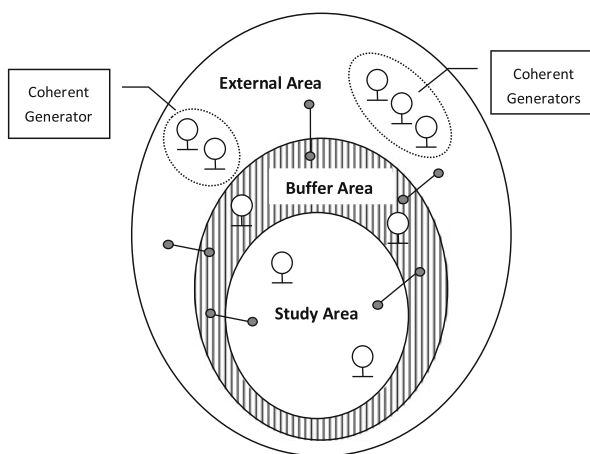 External Area
Coherent
Generator
Coherent
Generators
Buffer Area
Study Area